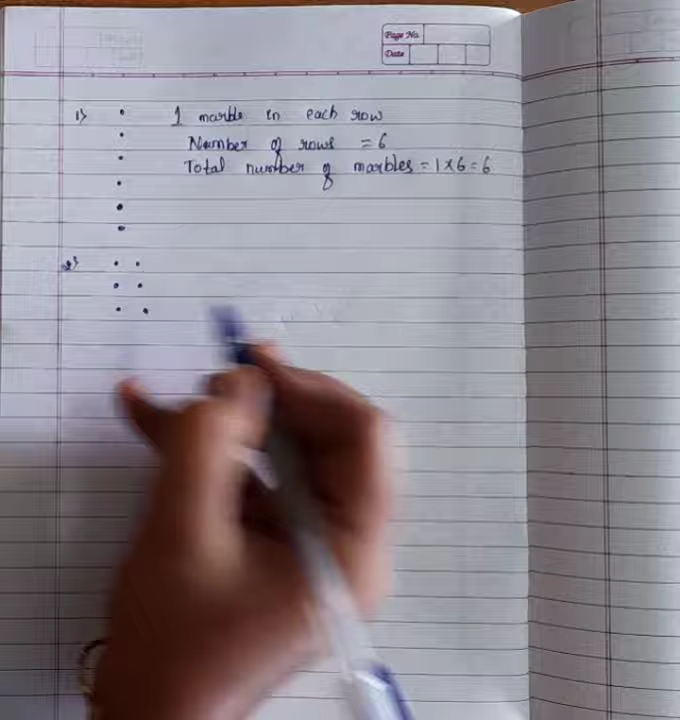 Page No.
Date
1) 1 marble in each row
Number of rows = 6
Total number of marbles = 1 x 6 = 6
2)